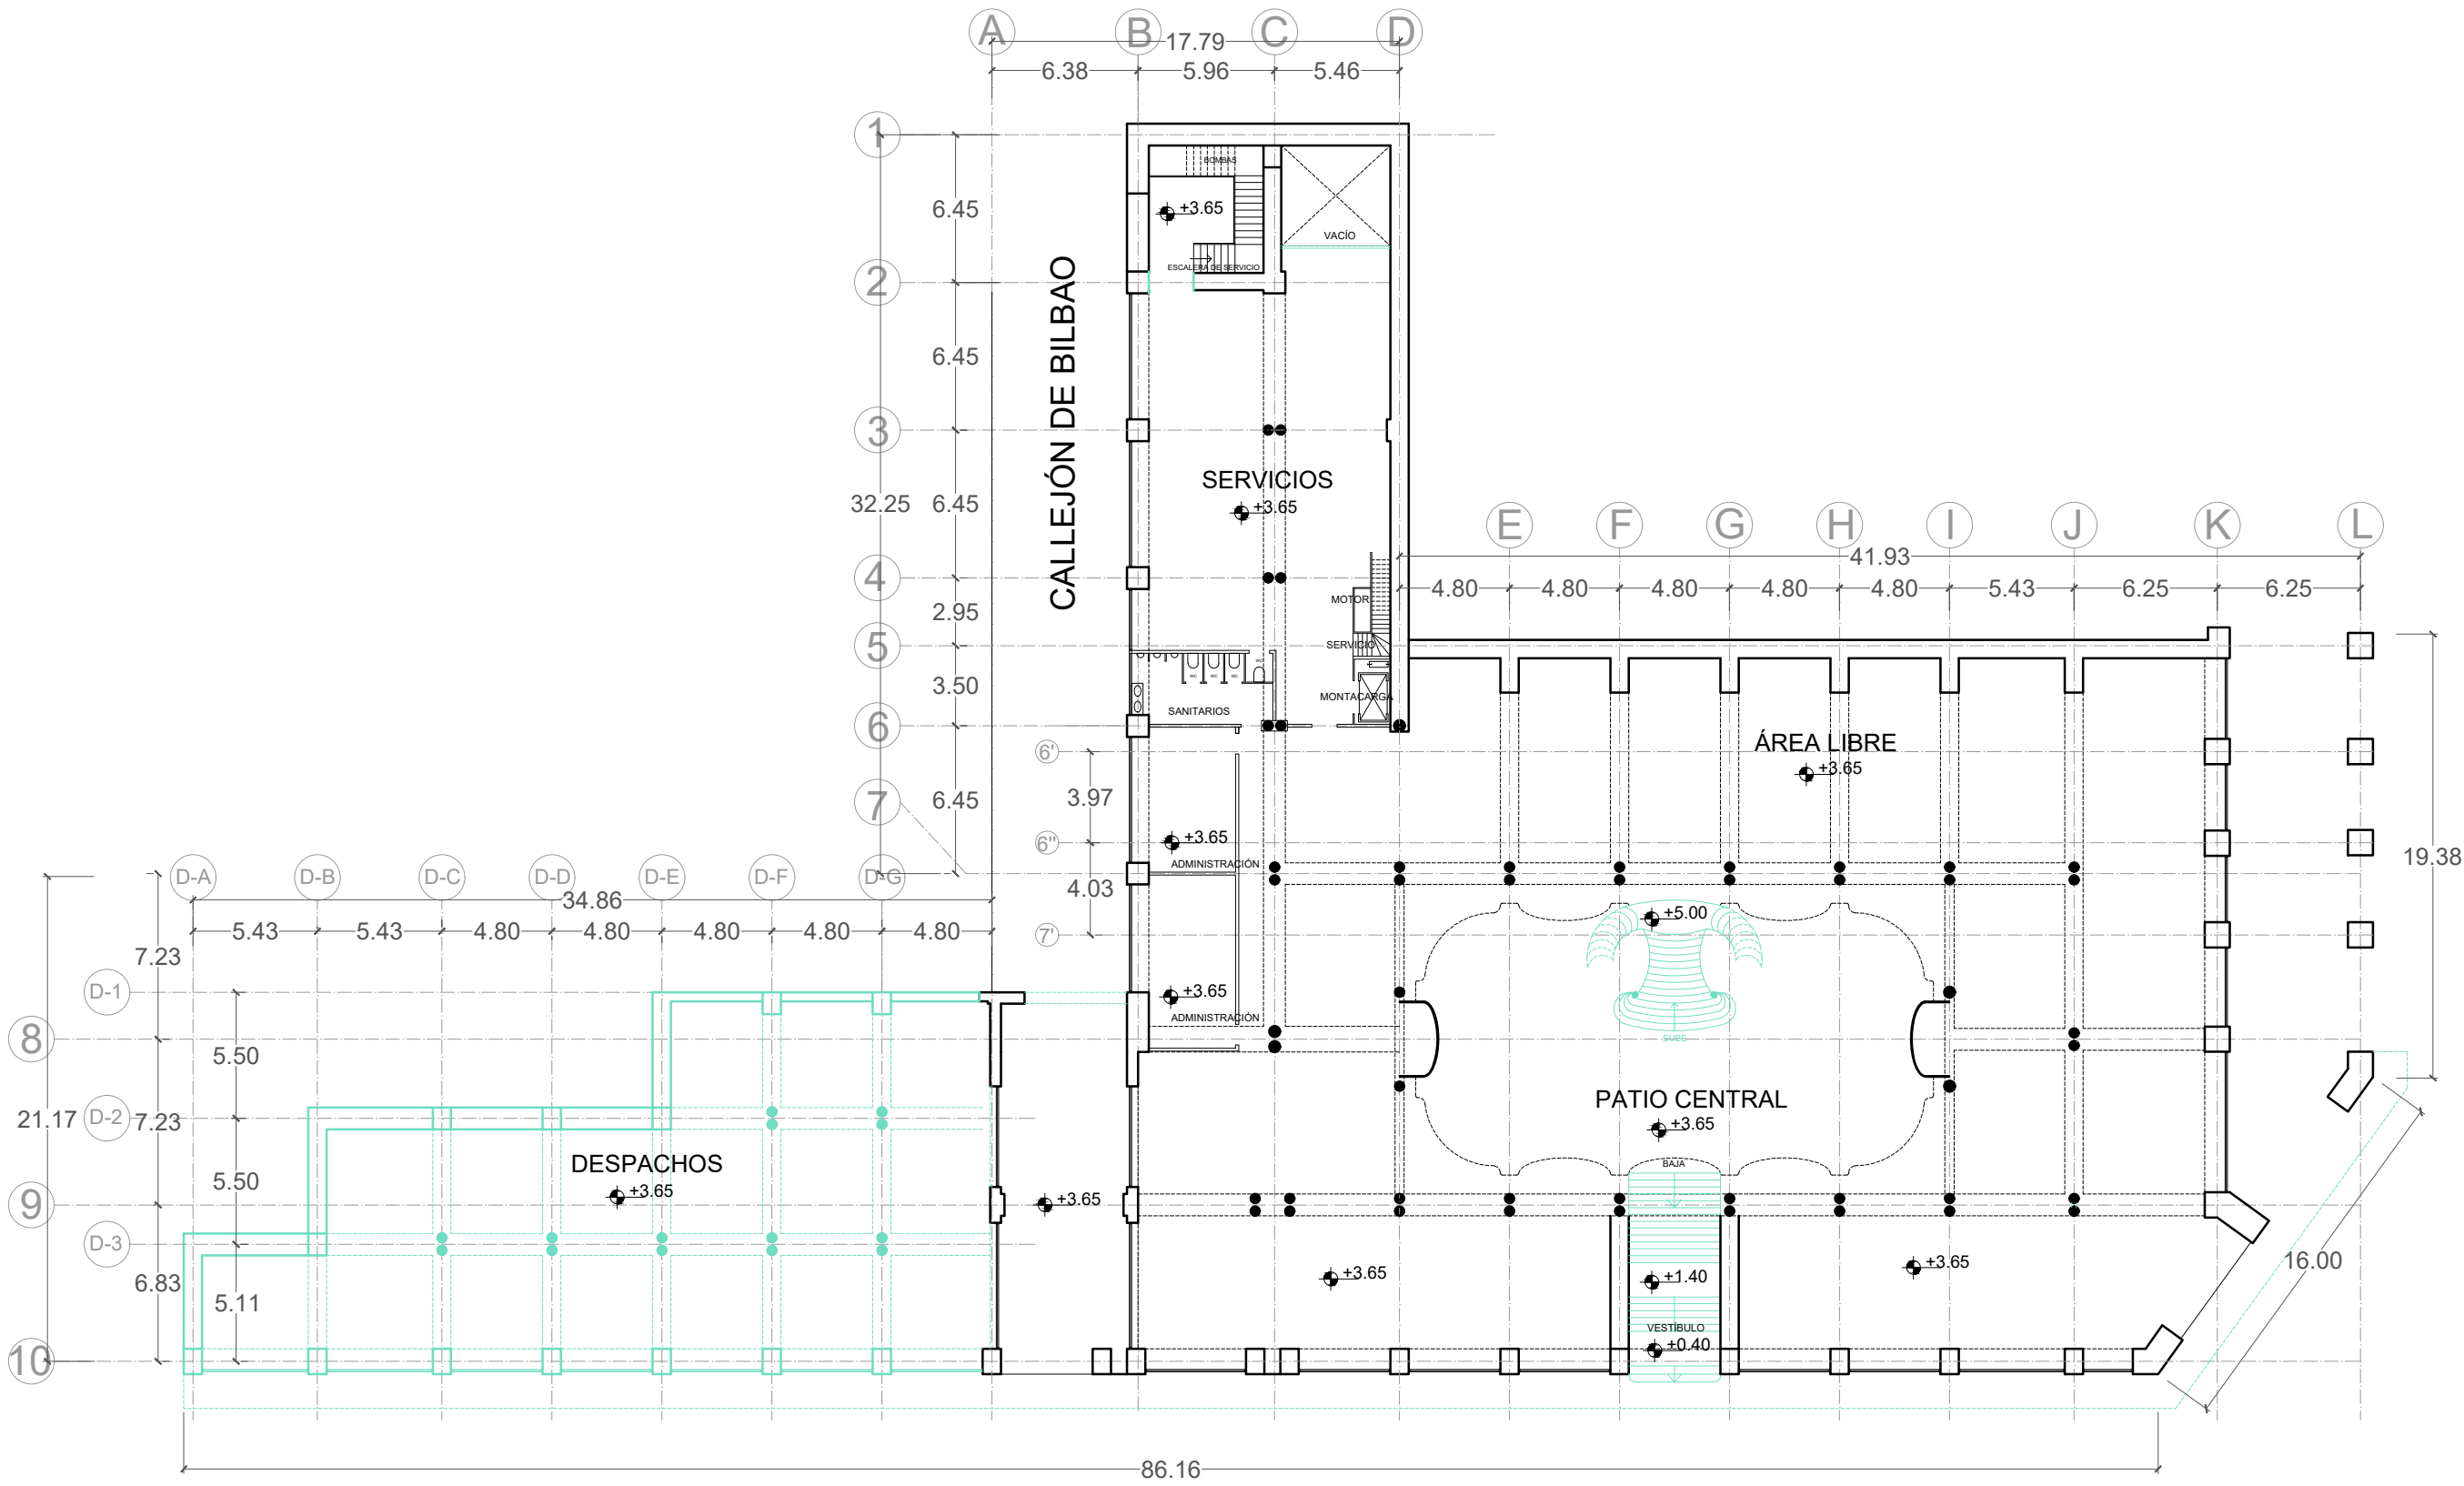 A B C D
17.79
6.38 5.96 5.46
1
BOMBAS
6.45
+3.65
VACÍO
ESCALERA DE SERVICIO
2
CALLEJÓN DE BILBAO
6.45
3
SERVICIOS
32.25 6.45
+3.65
E F G H I J K L
41.93
4
4.80 4.80 4.80 4.80 4.80 5.43 6.25 6.25
MOTOR
2.95
5
SERVICIO
WC
WC WC WC
3.50
MONTACARGA
SANITARIOS
6
ÁREA LIBRE
6'
+3.65
3.97
6.45
7
+3.65
6"
19.38
ADMINISTRACIÓN
D-A D-B D-C D-D D-E D-F D-G
4.03
34.86
+5.00
5.43 5.43 4.80 4.80 4.80 4.80 4.80
7'
7.23
D-1
+3.65
ADMINISTRACIÓN
8
SUBE
5.50
PATIO CENTRAL
21.17 D-2 7.23
+3.65
DESPACHOS
BAJA
5.50
+3.65
9
+3.65
D-3
16.00
+3.65
+3.65
+1.40
6.83
5.11
VESTÍBULO
+0.40
10
86.16